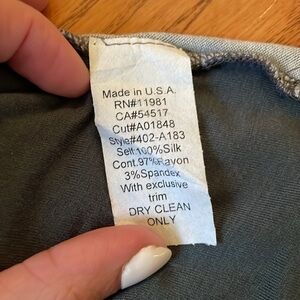 Made in U.S.A.
RN#11981
CA#54517
Cut#A01848
Style#402-A183
Self:100%Silk
Cont.97%Rayon
3%Spandex
With exclusive
trim
DRY CLEAN
ONLY